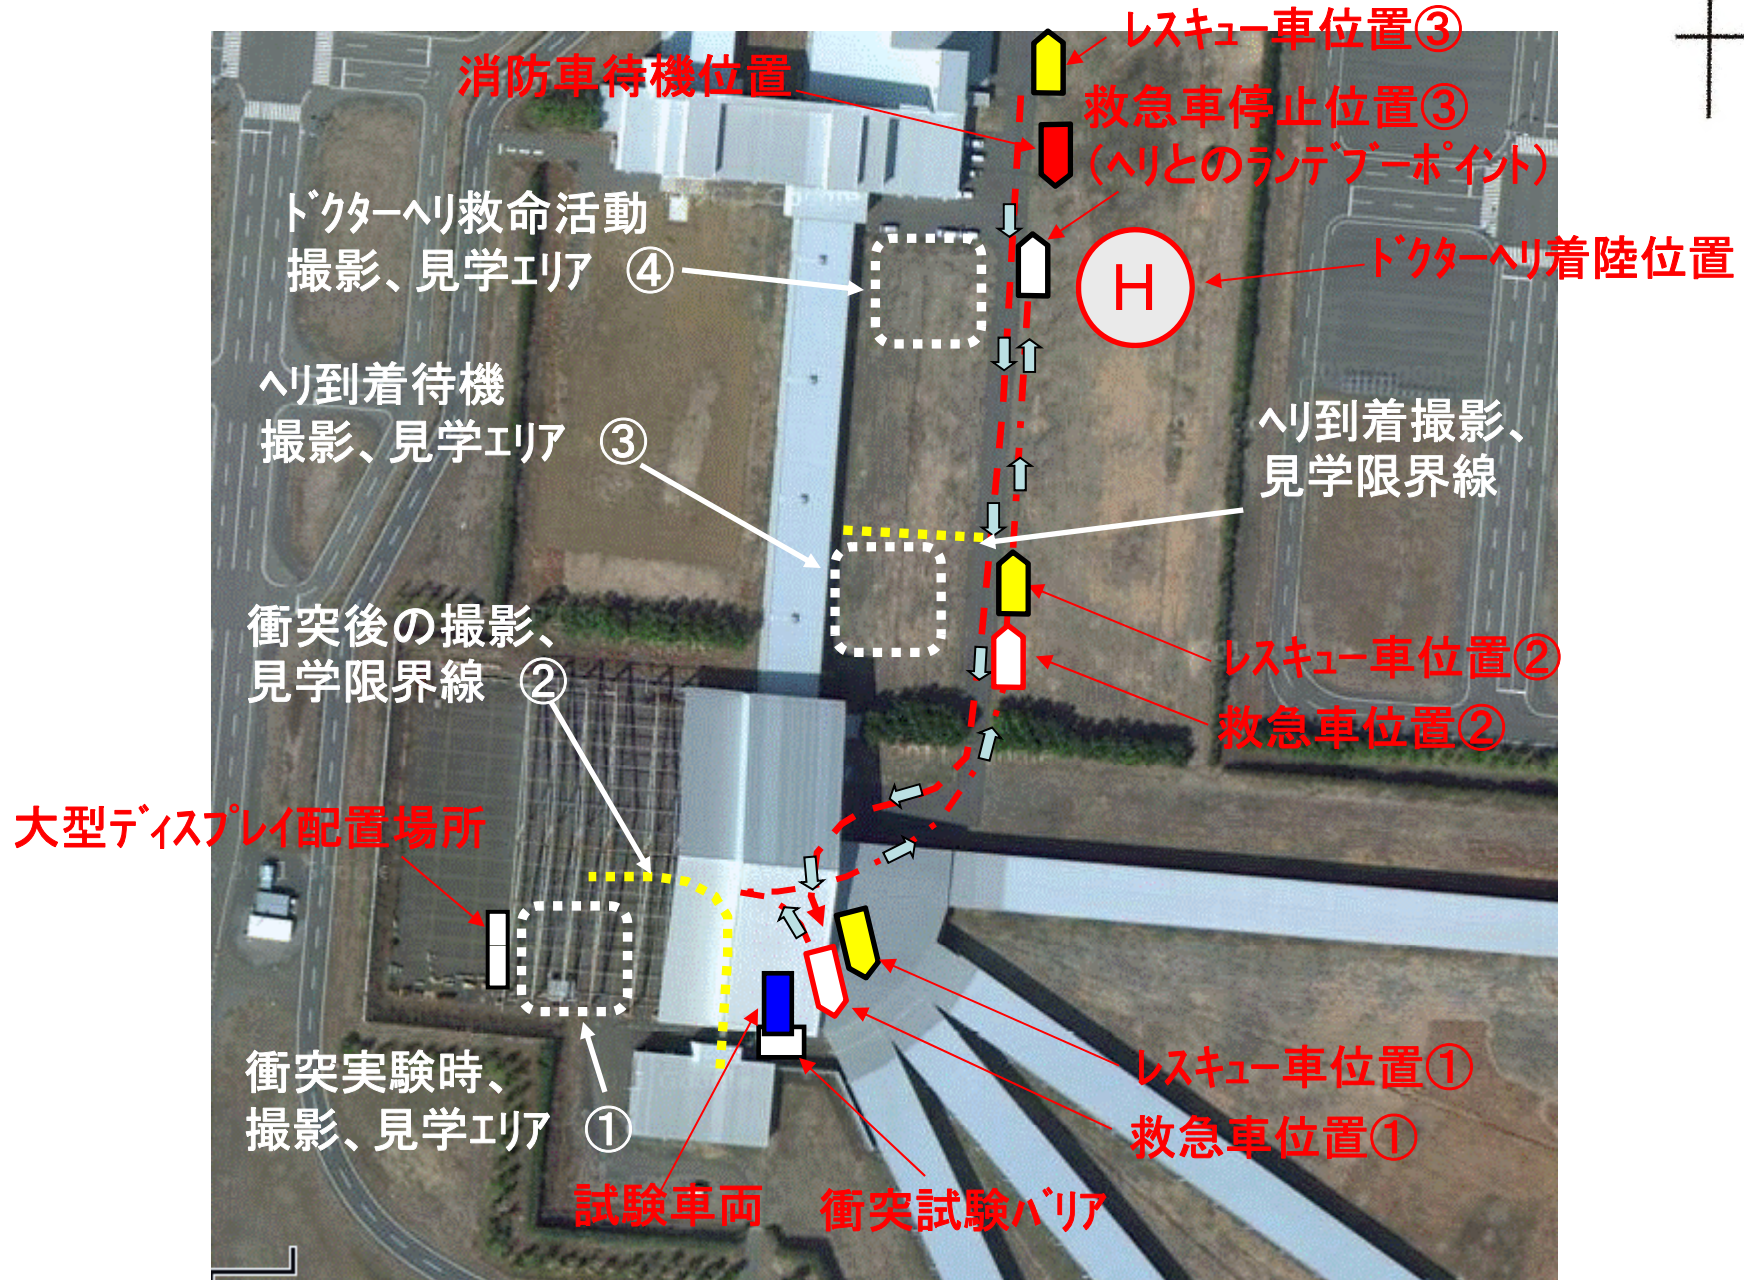 レスキュー車位置③
消防車待機位置
救急車停止位置③
（ヘリとのランデブーポイント）
ドクターヘリ救命活動
撮影、見学エリア ④
ドクターヘリ着陸位置
H
ヘリ到着待機
撮影、見学エリア ③
ヘリ到着撮影、
見学限界線
衝突後の撮影、
見学限界線 ②
レスキュー車位置②
救急車位置②
大型ディスプレイ配置場所
衝突実験時、
撮影、見学エリア ①
レスキュー車位置①
救急車位置①
試験車両
衝突試験バリア